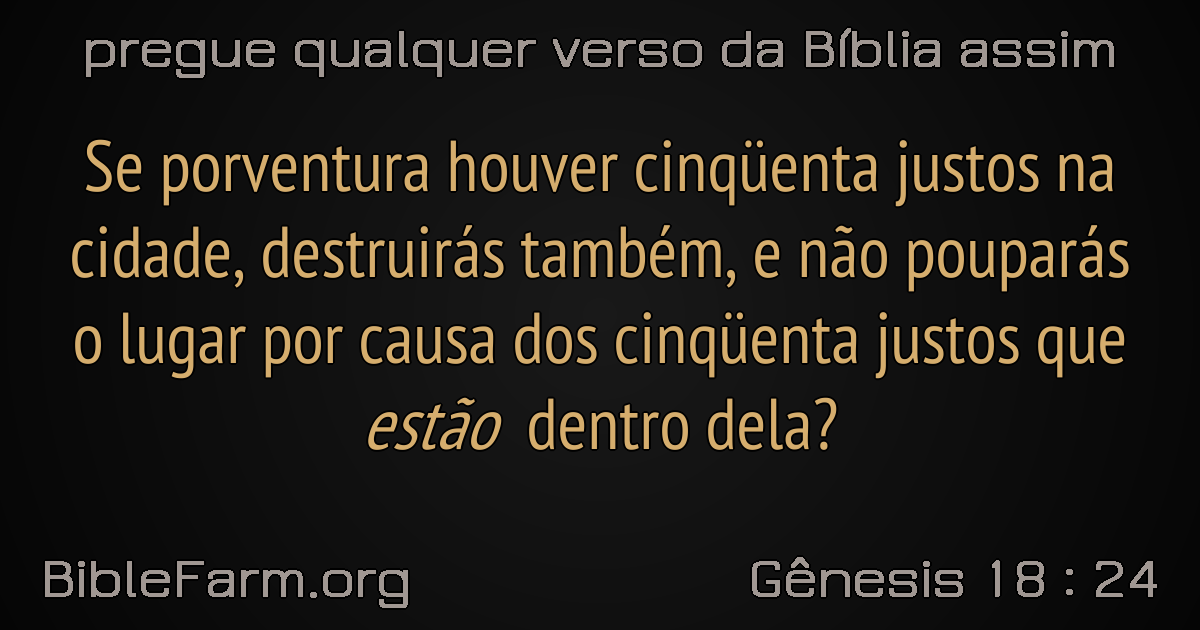 pregue qualquer verso da Bíblia assim
Se porventura houver cinqüenta justos na
cidade, destruirás também, e não pouparás
o lugar por causa dos cinqüenta justos que
estão dentro dela?
BibleFarm.org
Gênesis 18 : 24